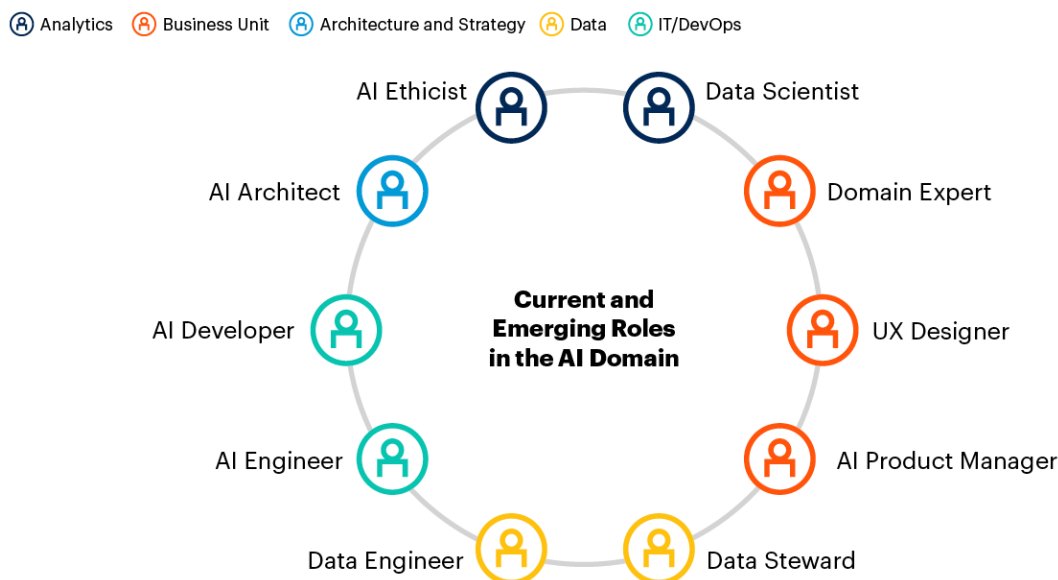 Analytics Business Unit Architecture and Strategy Data IT/DevOps
AI Ethicist
Data Scientist
AI Architect
Domain Expert
Current and
Emerging Roles
in the AI Domain
AI Developer
UX Designer
AI Engineer
AI Product Manager
Data Engineer
Data Steward